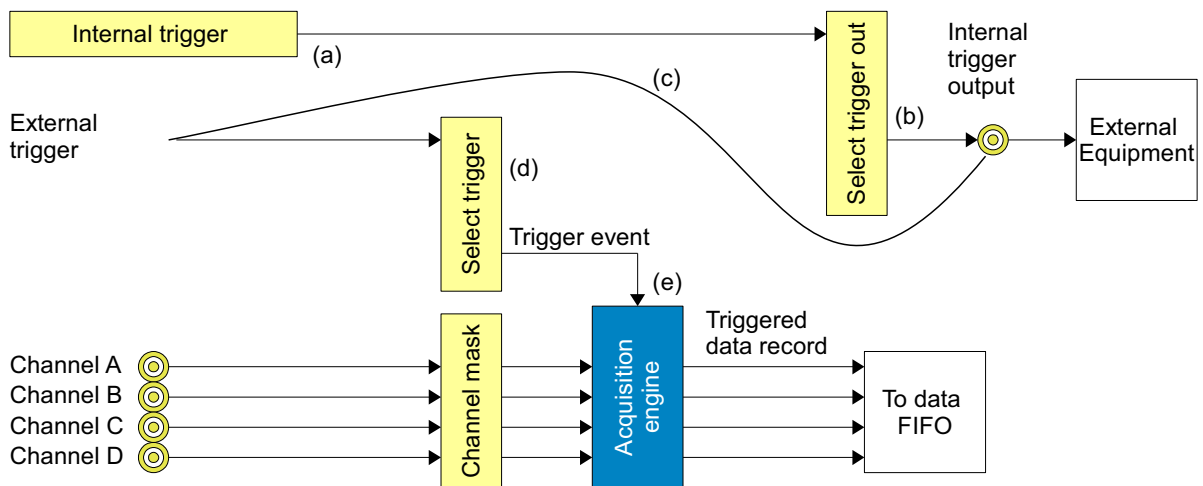 Internal trigger
(a)
Select trigger out
Internal
trigger
output
(c)
(b)
External
trigger
External
Equipment
Select trigger
(d)
Trigger event
(e)
Channel A
Channel B
Channel C
Channel D
Channel mask
Acquisition
engine
Triggered
data record
To data
FIFO